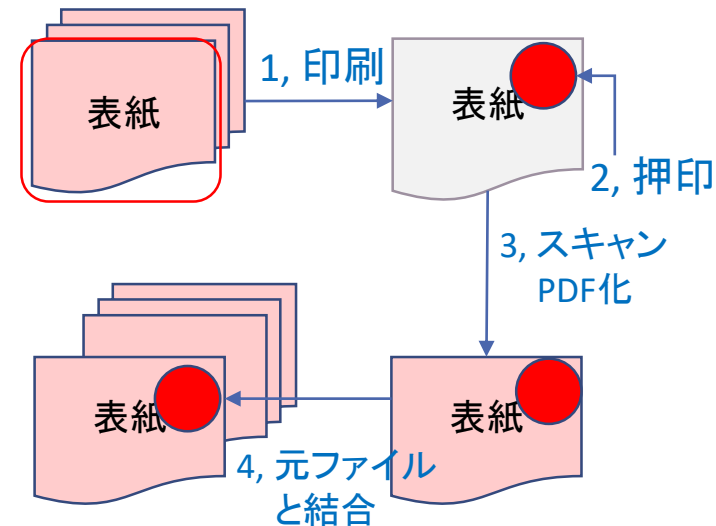 表紙
1, 印刷
表紙
2, 押印
3, スキャン
PDF化
表紙
4, 元ファイル
と結合
表紙